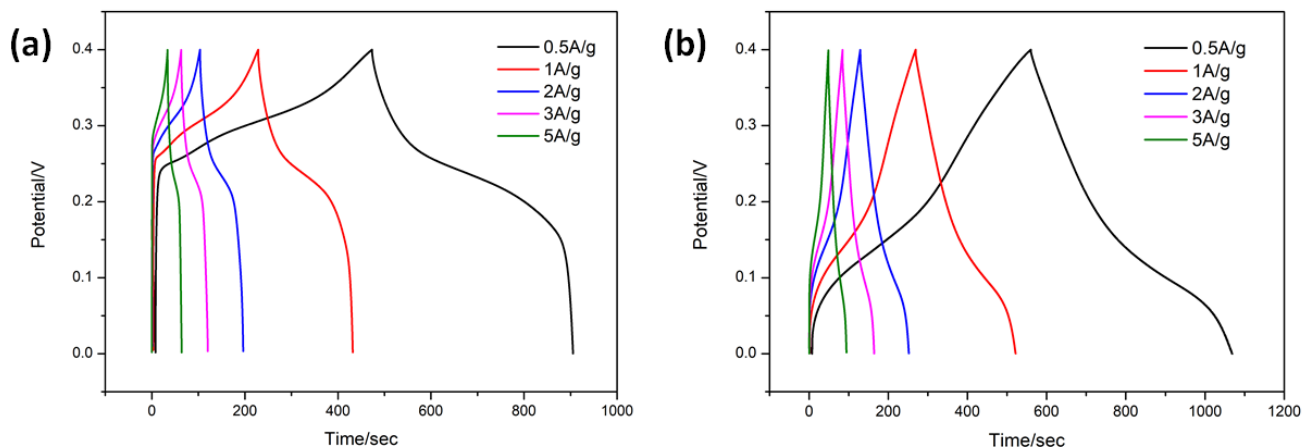 (a)
0.5A/g
1A/g
2A/g
3A/g
5A/g
Potential/V
0.4
0.3
0.2
0.1
0.0
0 200 400 600 800 1000
Time/sec
(b)
0.5A/g
1A/g
2A/g
3A/g
5A/g
Potential/V
0.4
0.3
0.2
0.1
0.0
0 200 400 600 800 1000 1200
Time/sec